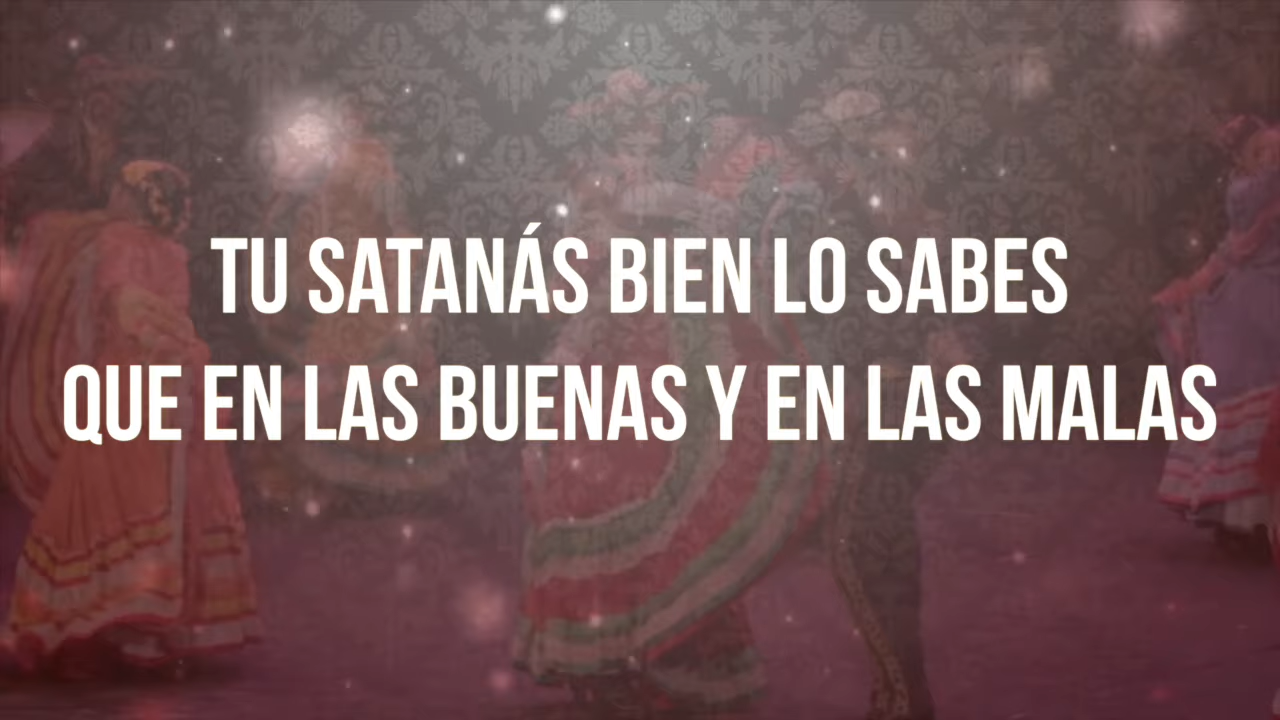 TU SATANÁS BIEN LO SABES
QUE EN LAS BUENAS Y EN LAS MALAS